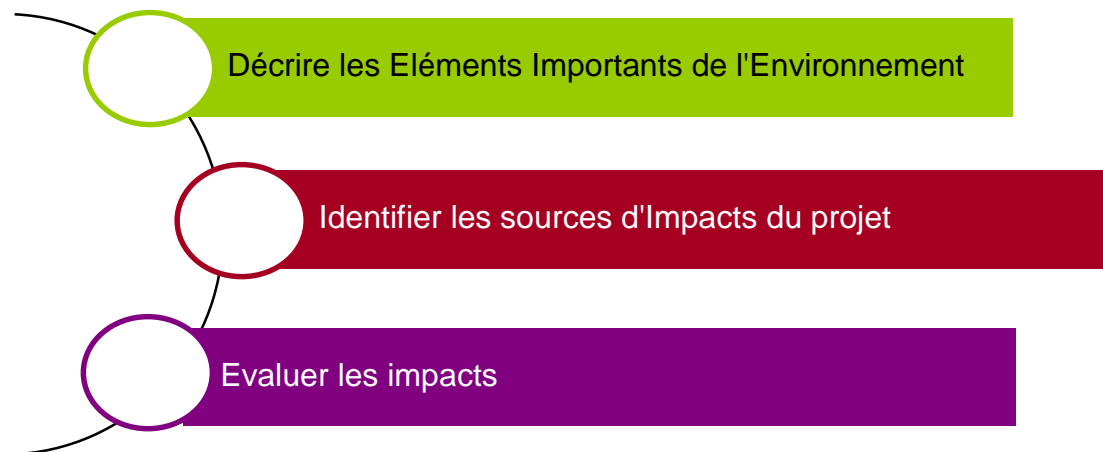 Décrire les Eléments Importants de l'Environnement
Identifier les sources d'Impacts du projet
Evaluer les impacts